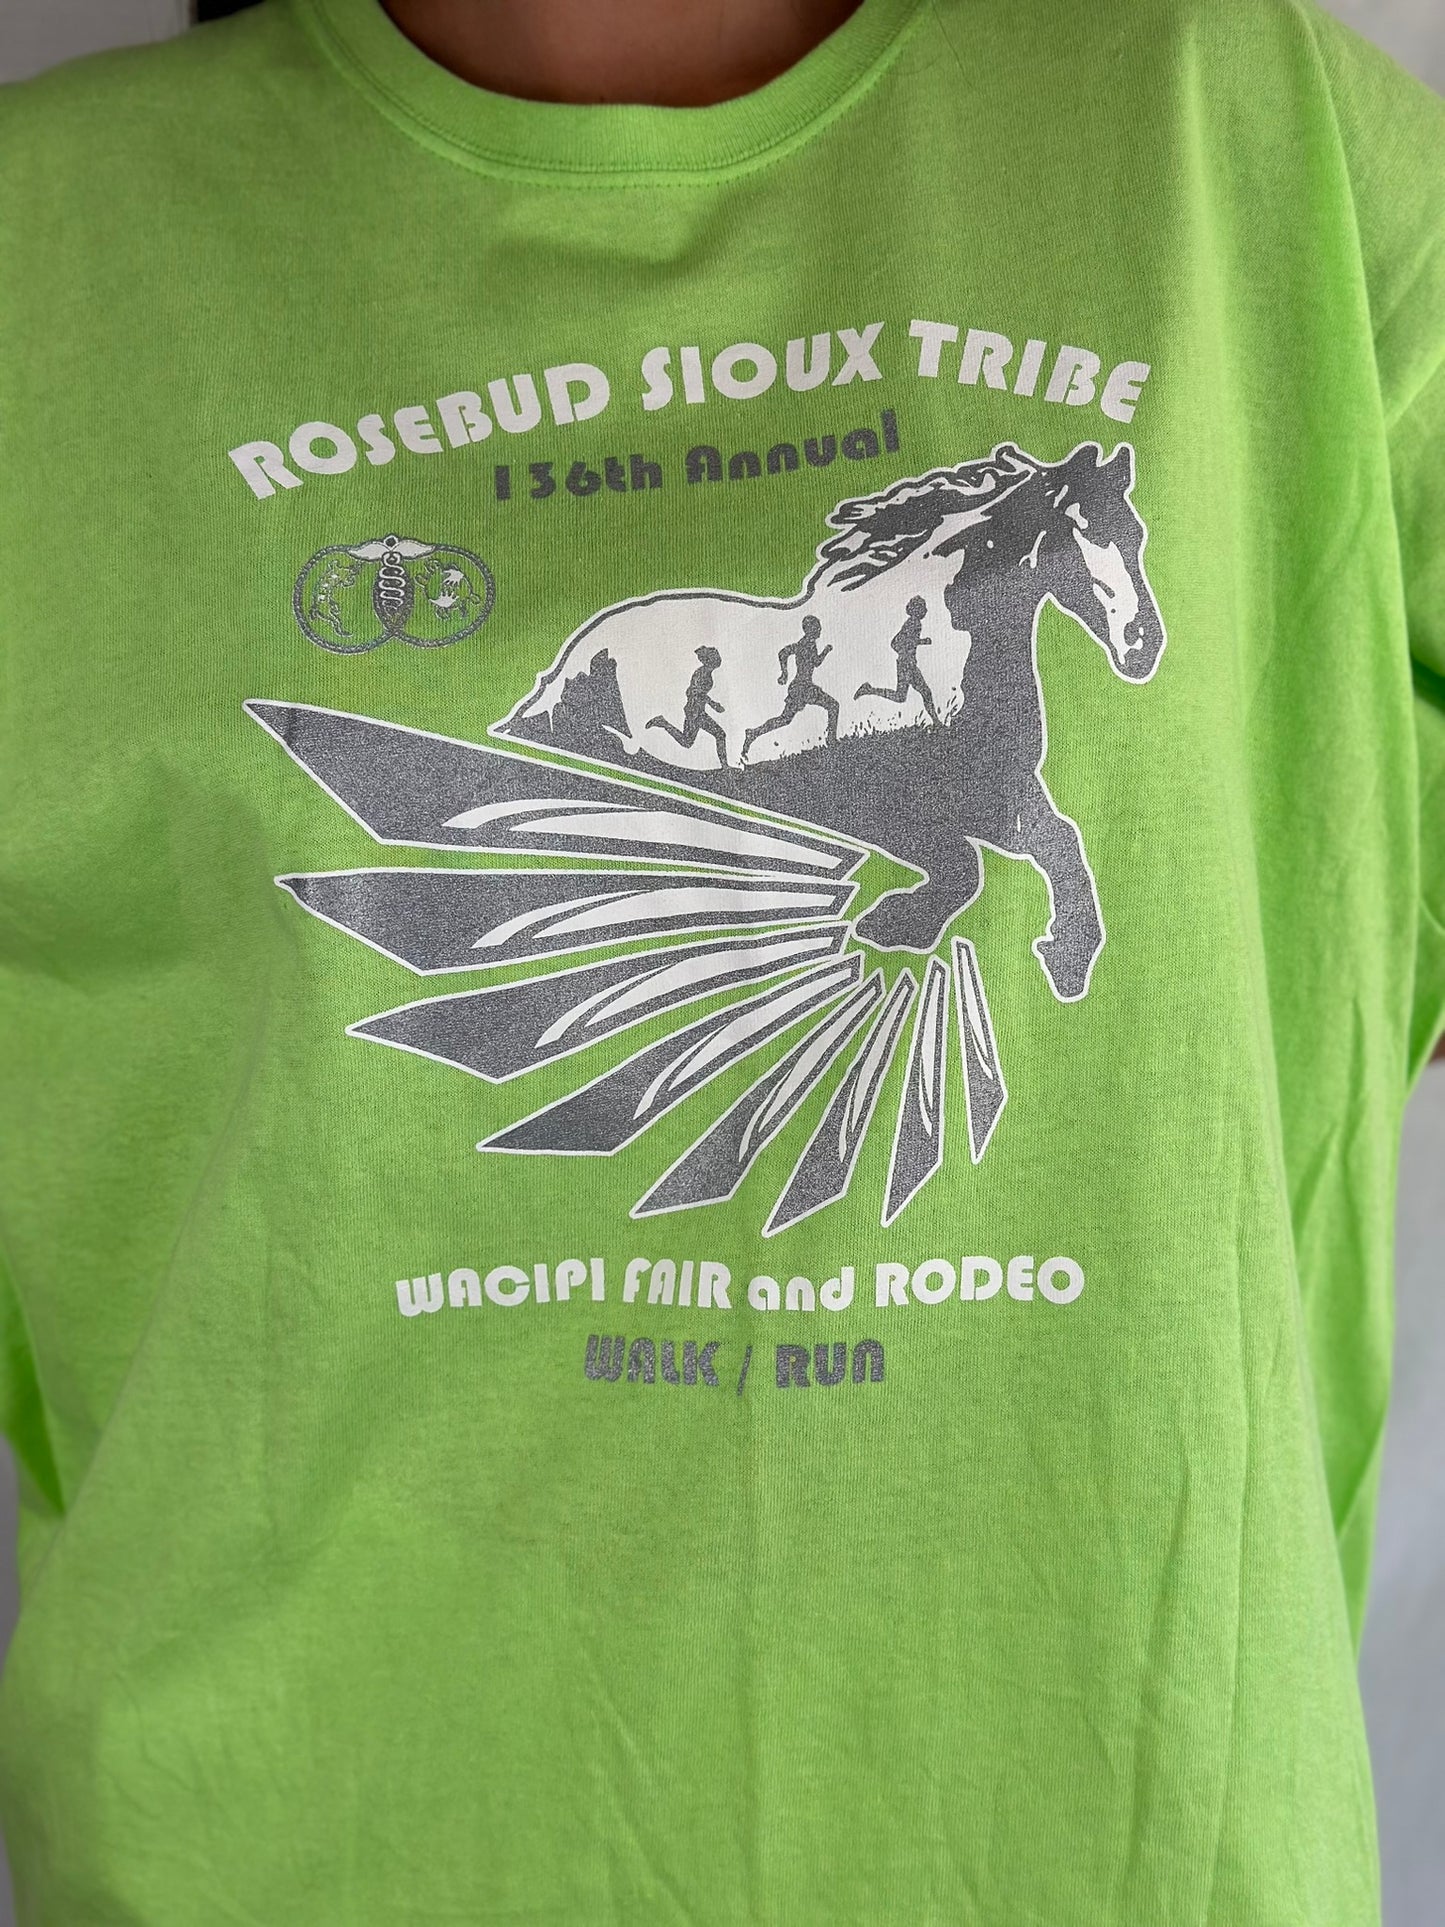 ROSEBUD SIOUX TRIBE
136th Annual
WACIPI FAIR and RODEO
WALK / RUN